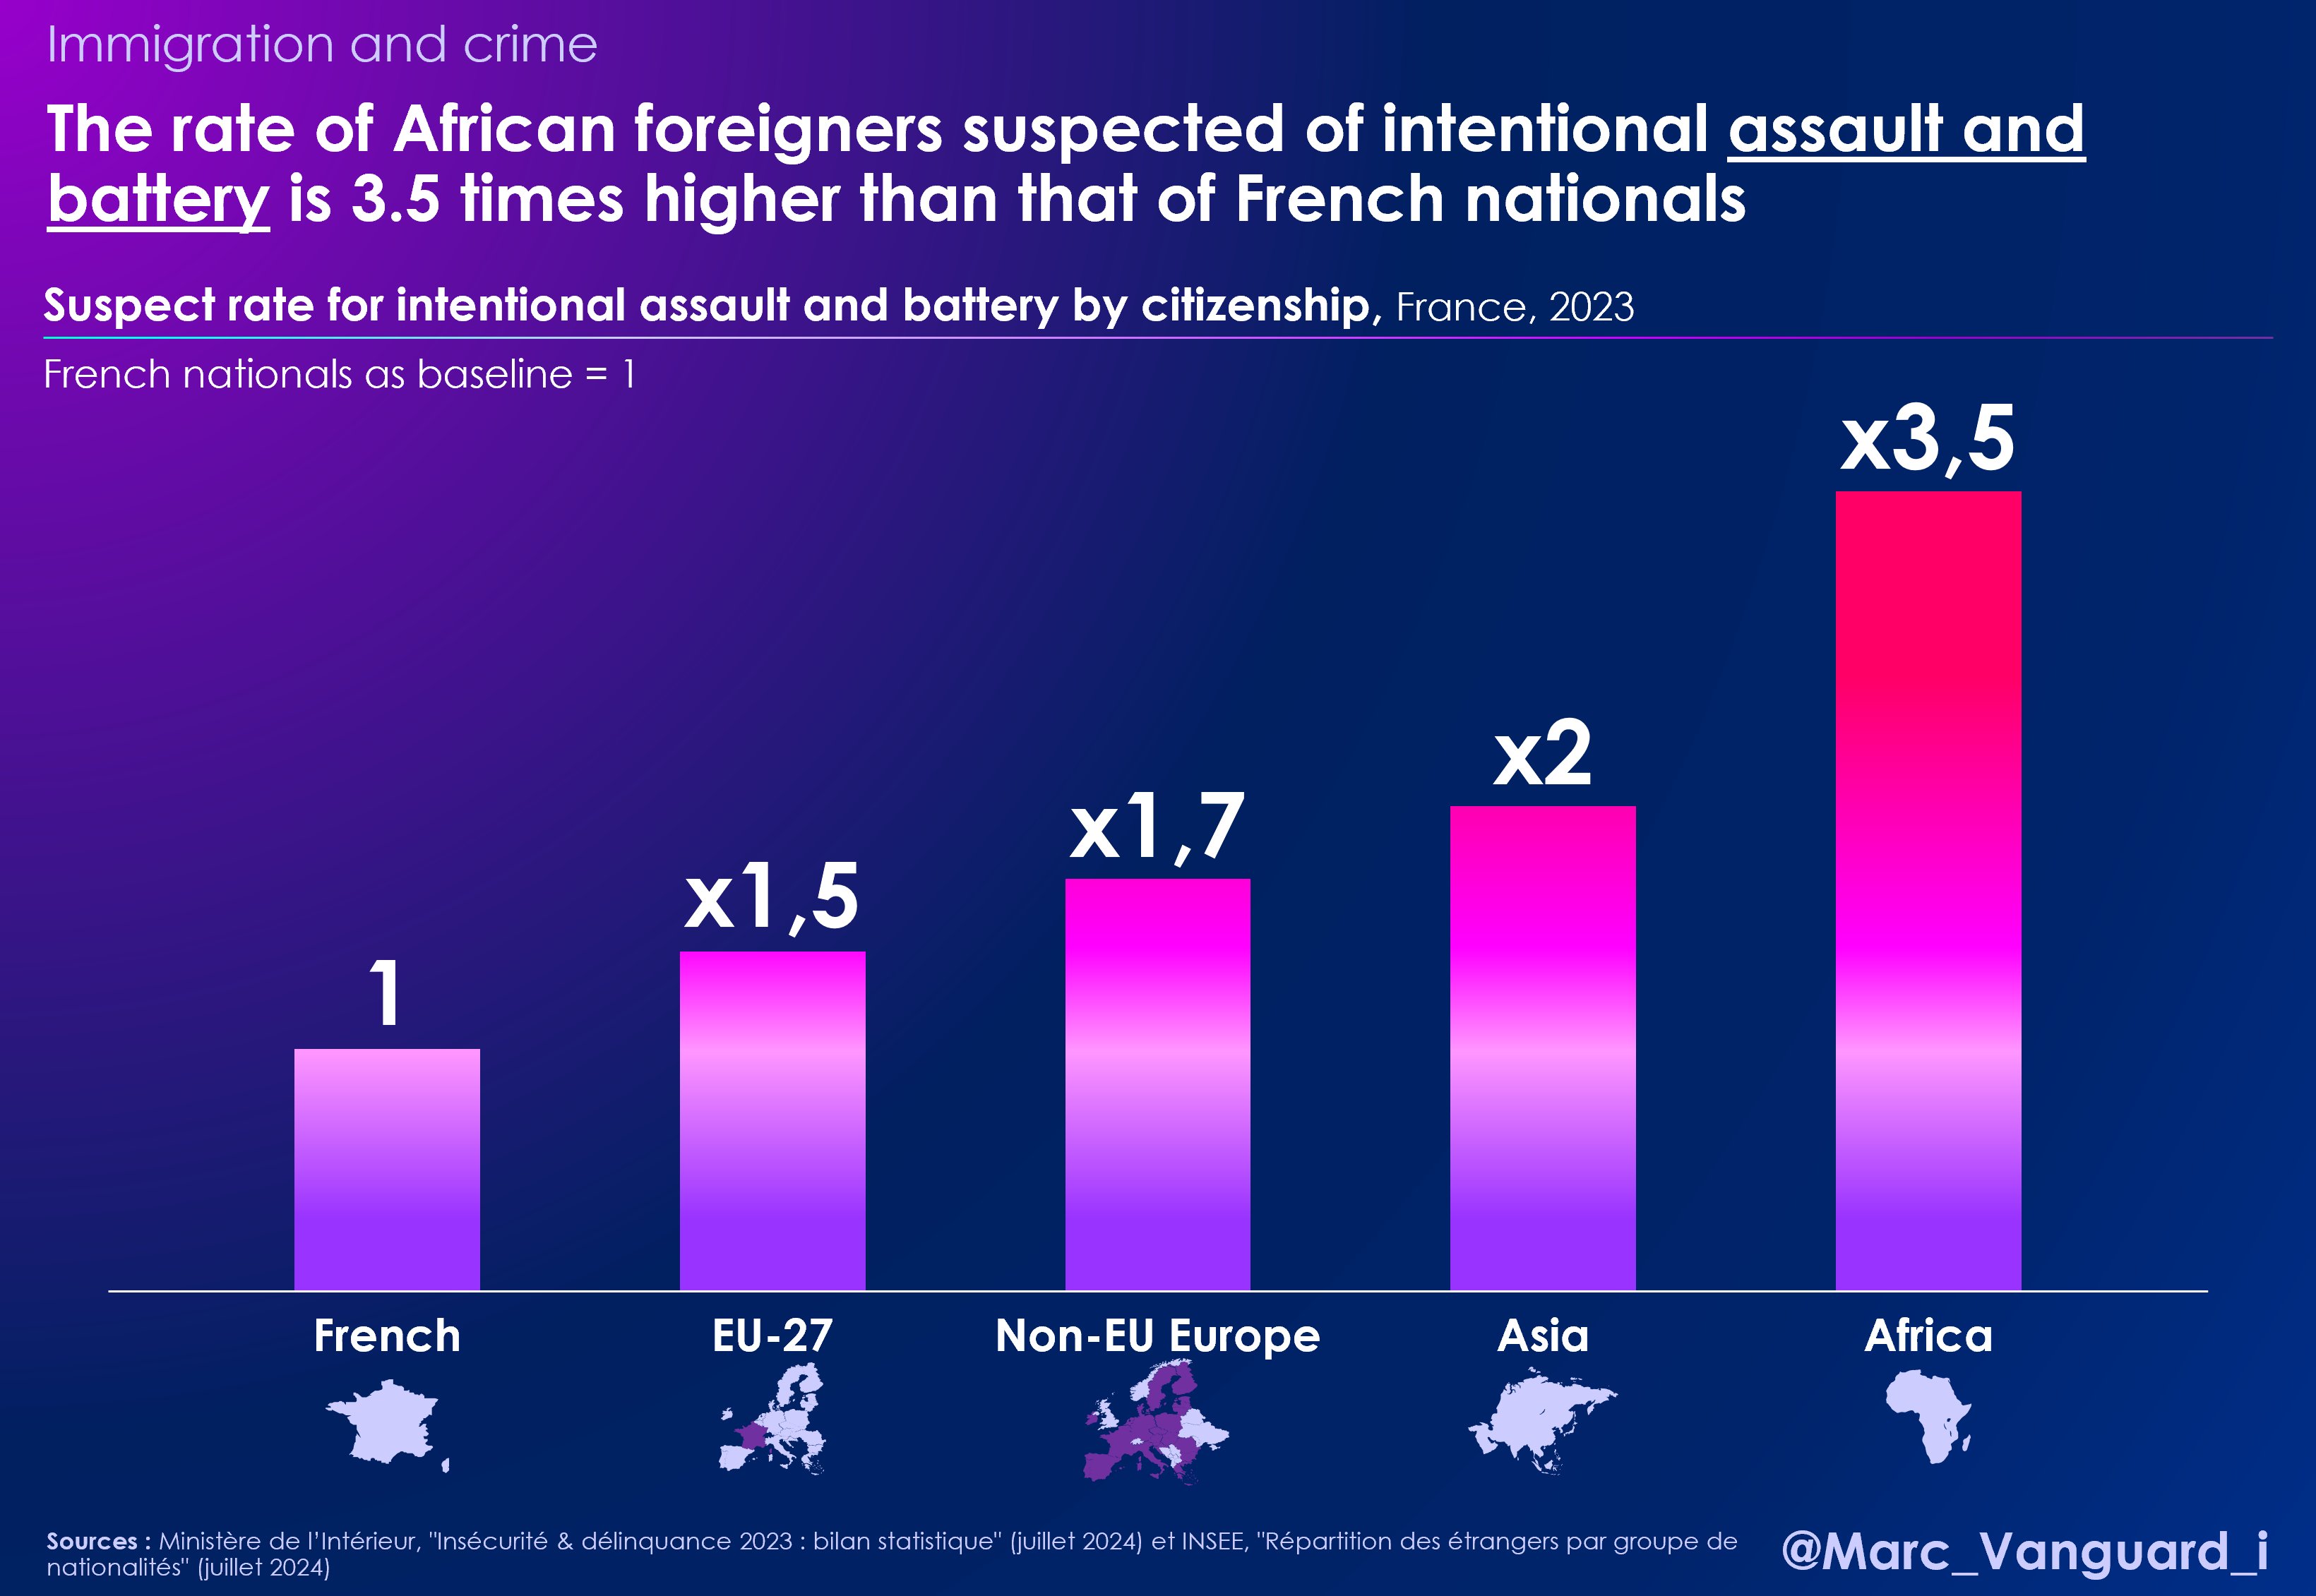 Immigration and crime
The rate of African foreigners suspected of intentional assault and
battery is 3.5 times higher than that of French nationals
Suspect rate for intentional assault and battery by citizenship, France, 2023
French nationals as baseline = 1
1
x1,5
x1,7
x2
x3,5
French
EU-27
Non-EU Europe
Asia
Africa
Sources : Ministère de l’Intérieur, "Insécurité & délinquance 2023 : bilan statistique" (juillet 2024) et INSEE, "Répartition des étrangers par groupe de
nationalités" (juillet 2024)
@Marc_Vanguard_i